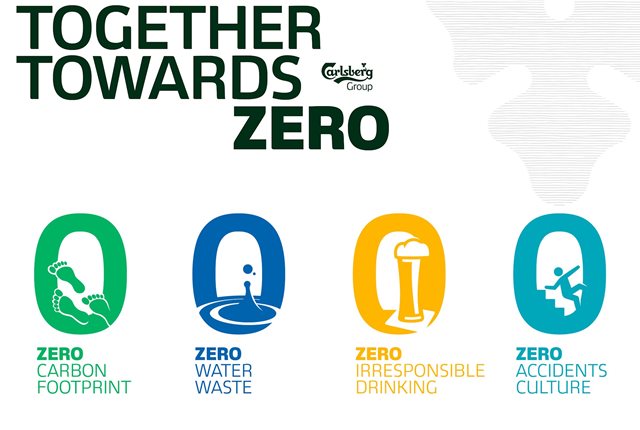 TOGETHER
TOWARDS
Carlsberg
Group
ZERO
ZERO
CARBON
FOOTPRINT
ZERO
WATER
WASTE
ZERO
IRRESPONSIBLE
DRINKING
ZERO
ACCIDENTS
CULTURE